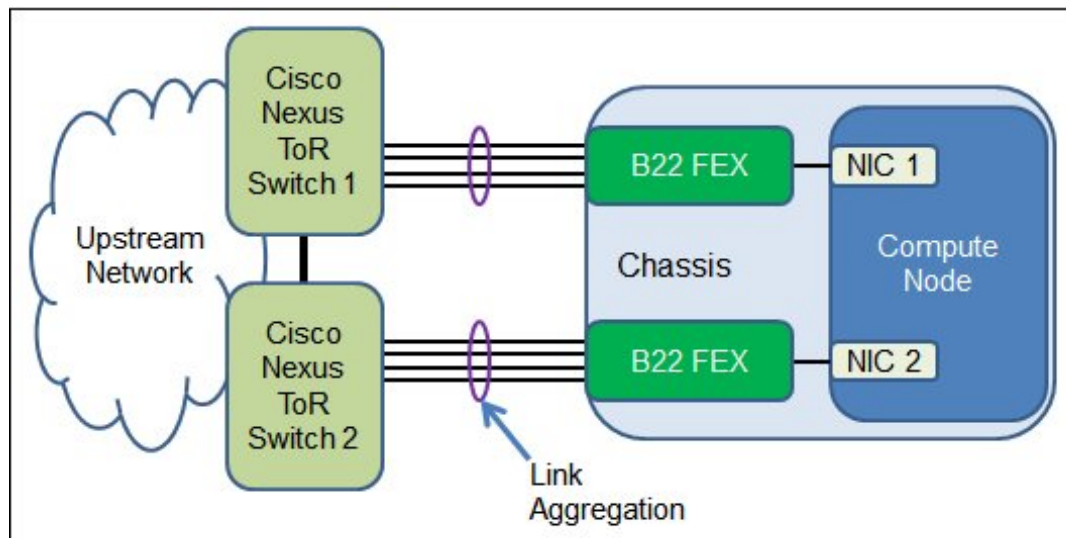 Cisco
Nexus
ToR
Switch 1
Upstream
Network
Cisco
Nexus
ToR
Switch 2
Link
Aggregation
B22 FEX
Chassis
B22 FEX
NIC 1
Compute
Node
NIC 2